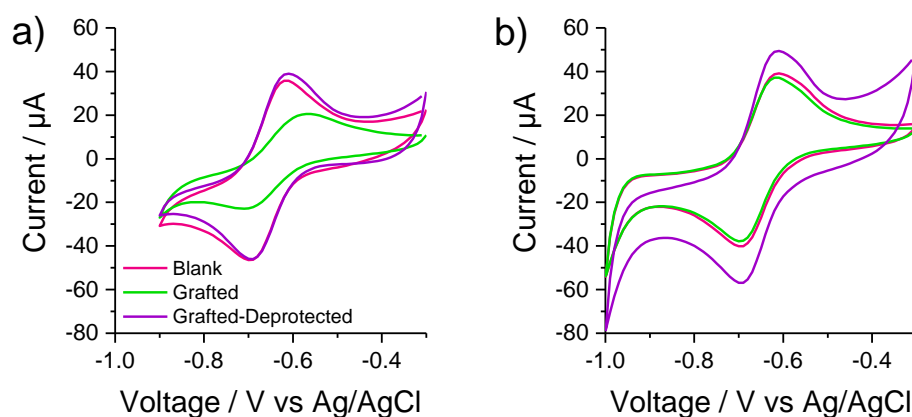 a)
60
40
20
0
-20
-40
-60
-80
Current / μA
-1.0
-0.8
-0.6
-0.4
Voltage / V vs Ag/AgCl
Blank
Grafted
Grafted-Deprotected
b)
60
40
20
0
-20
-40
-60
-80
Current / μA
-1.0
-0.8
-0.6
-0.4
Voltage / V vs Ag/AgCl